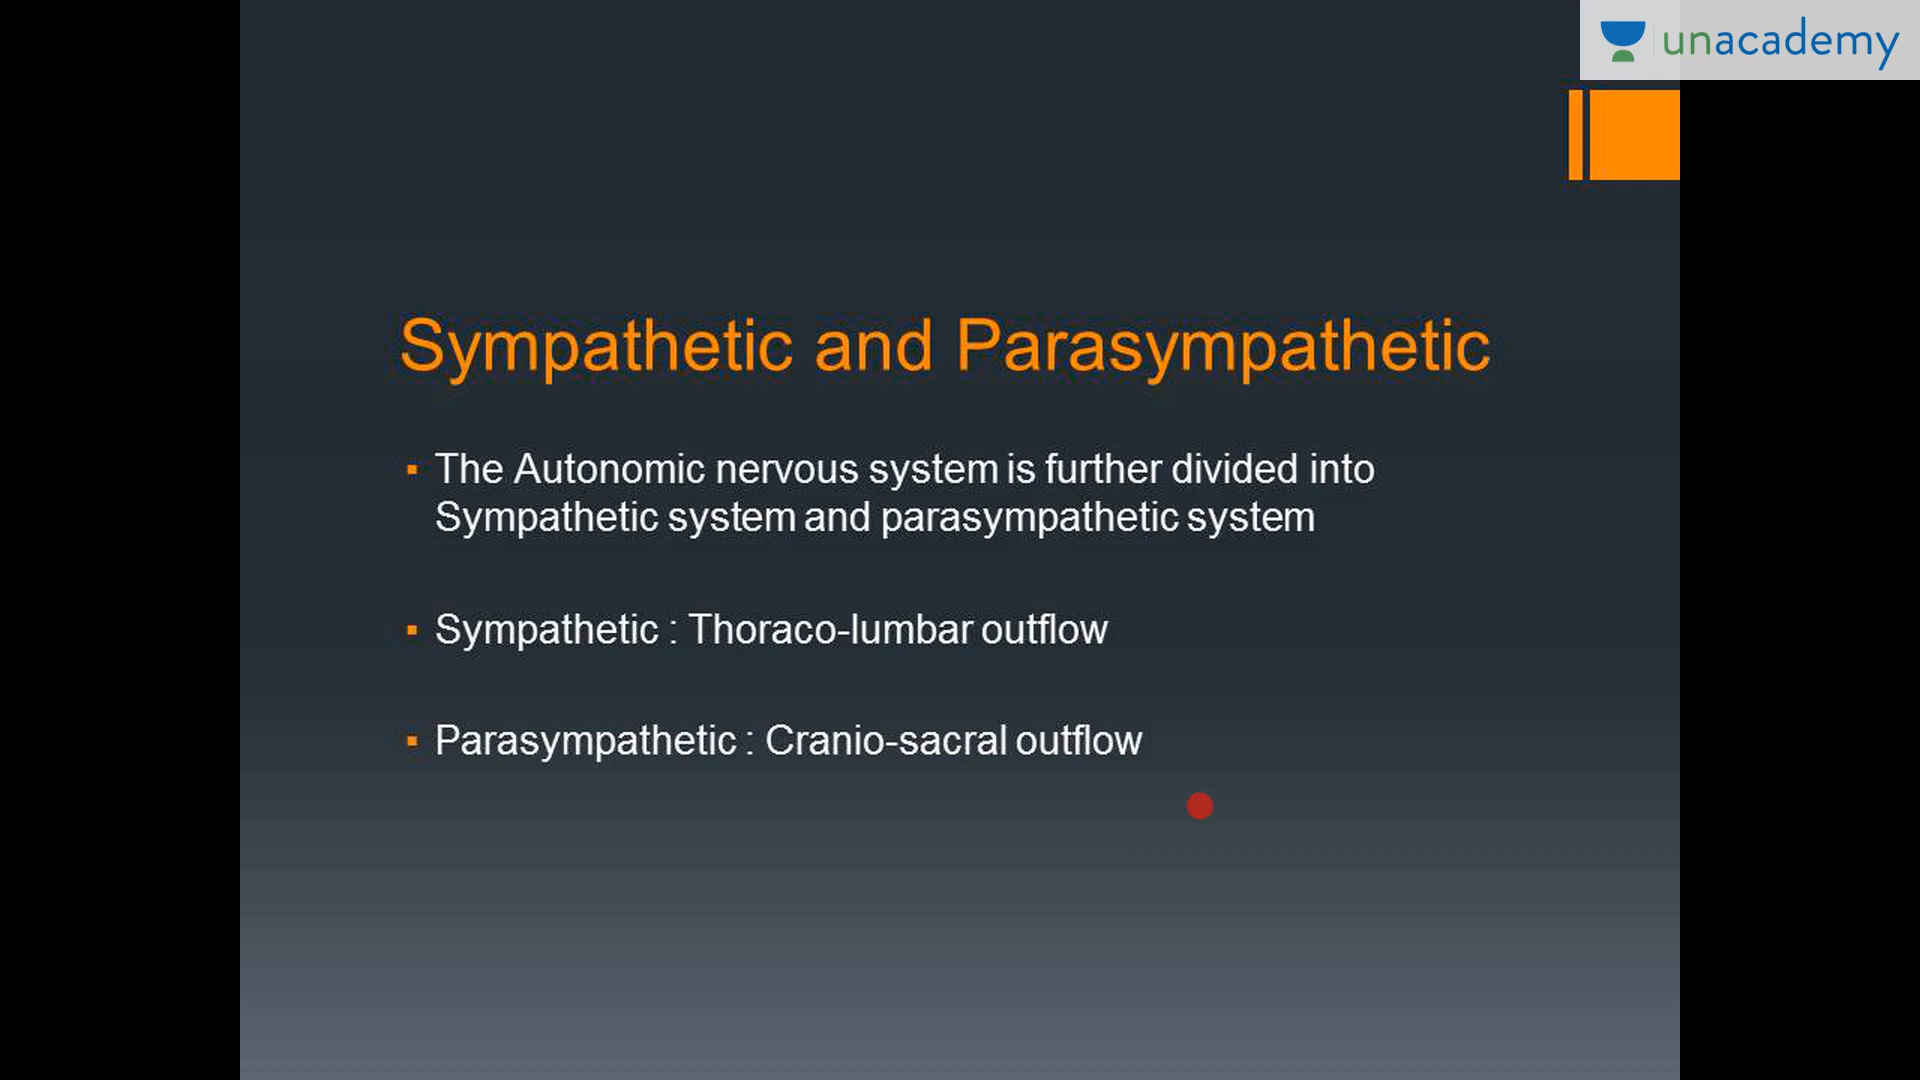 unacademy
Sympathetic and Parasympathetic
▪ The Autonomic nervous system is further divided into
Sympathetic system and parasympathetic system
▪ Sympathetic : Thoraco-lumbar outflow
▪ Parasympathetic : Cranio-sacral outflow